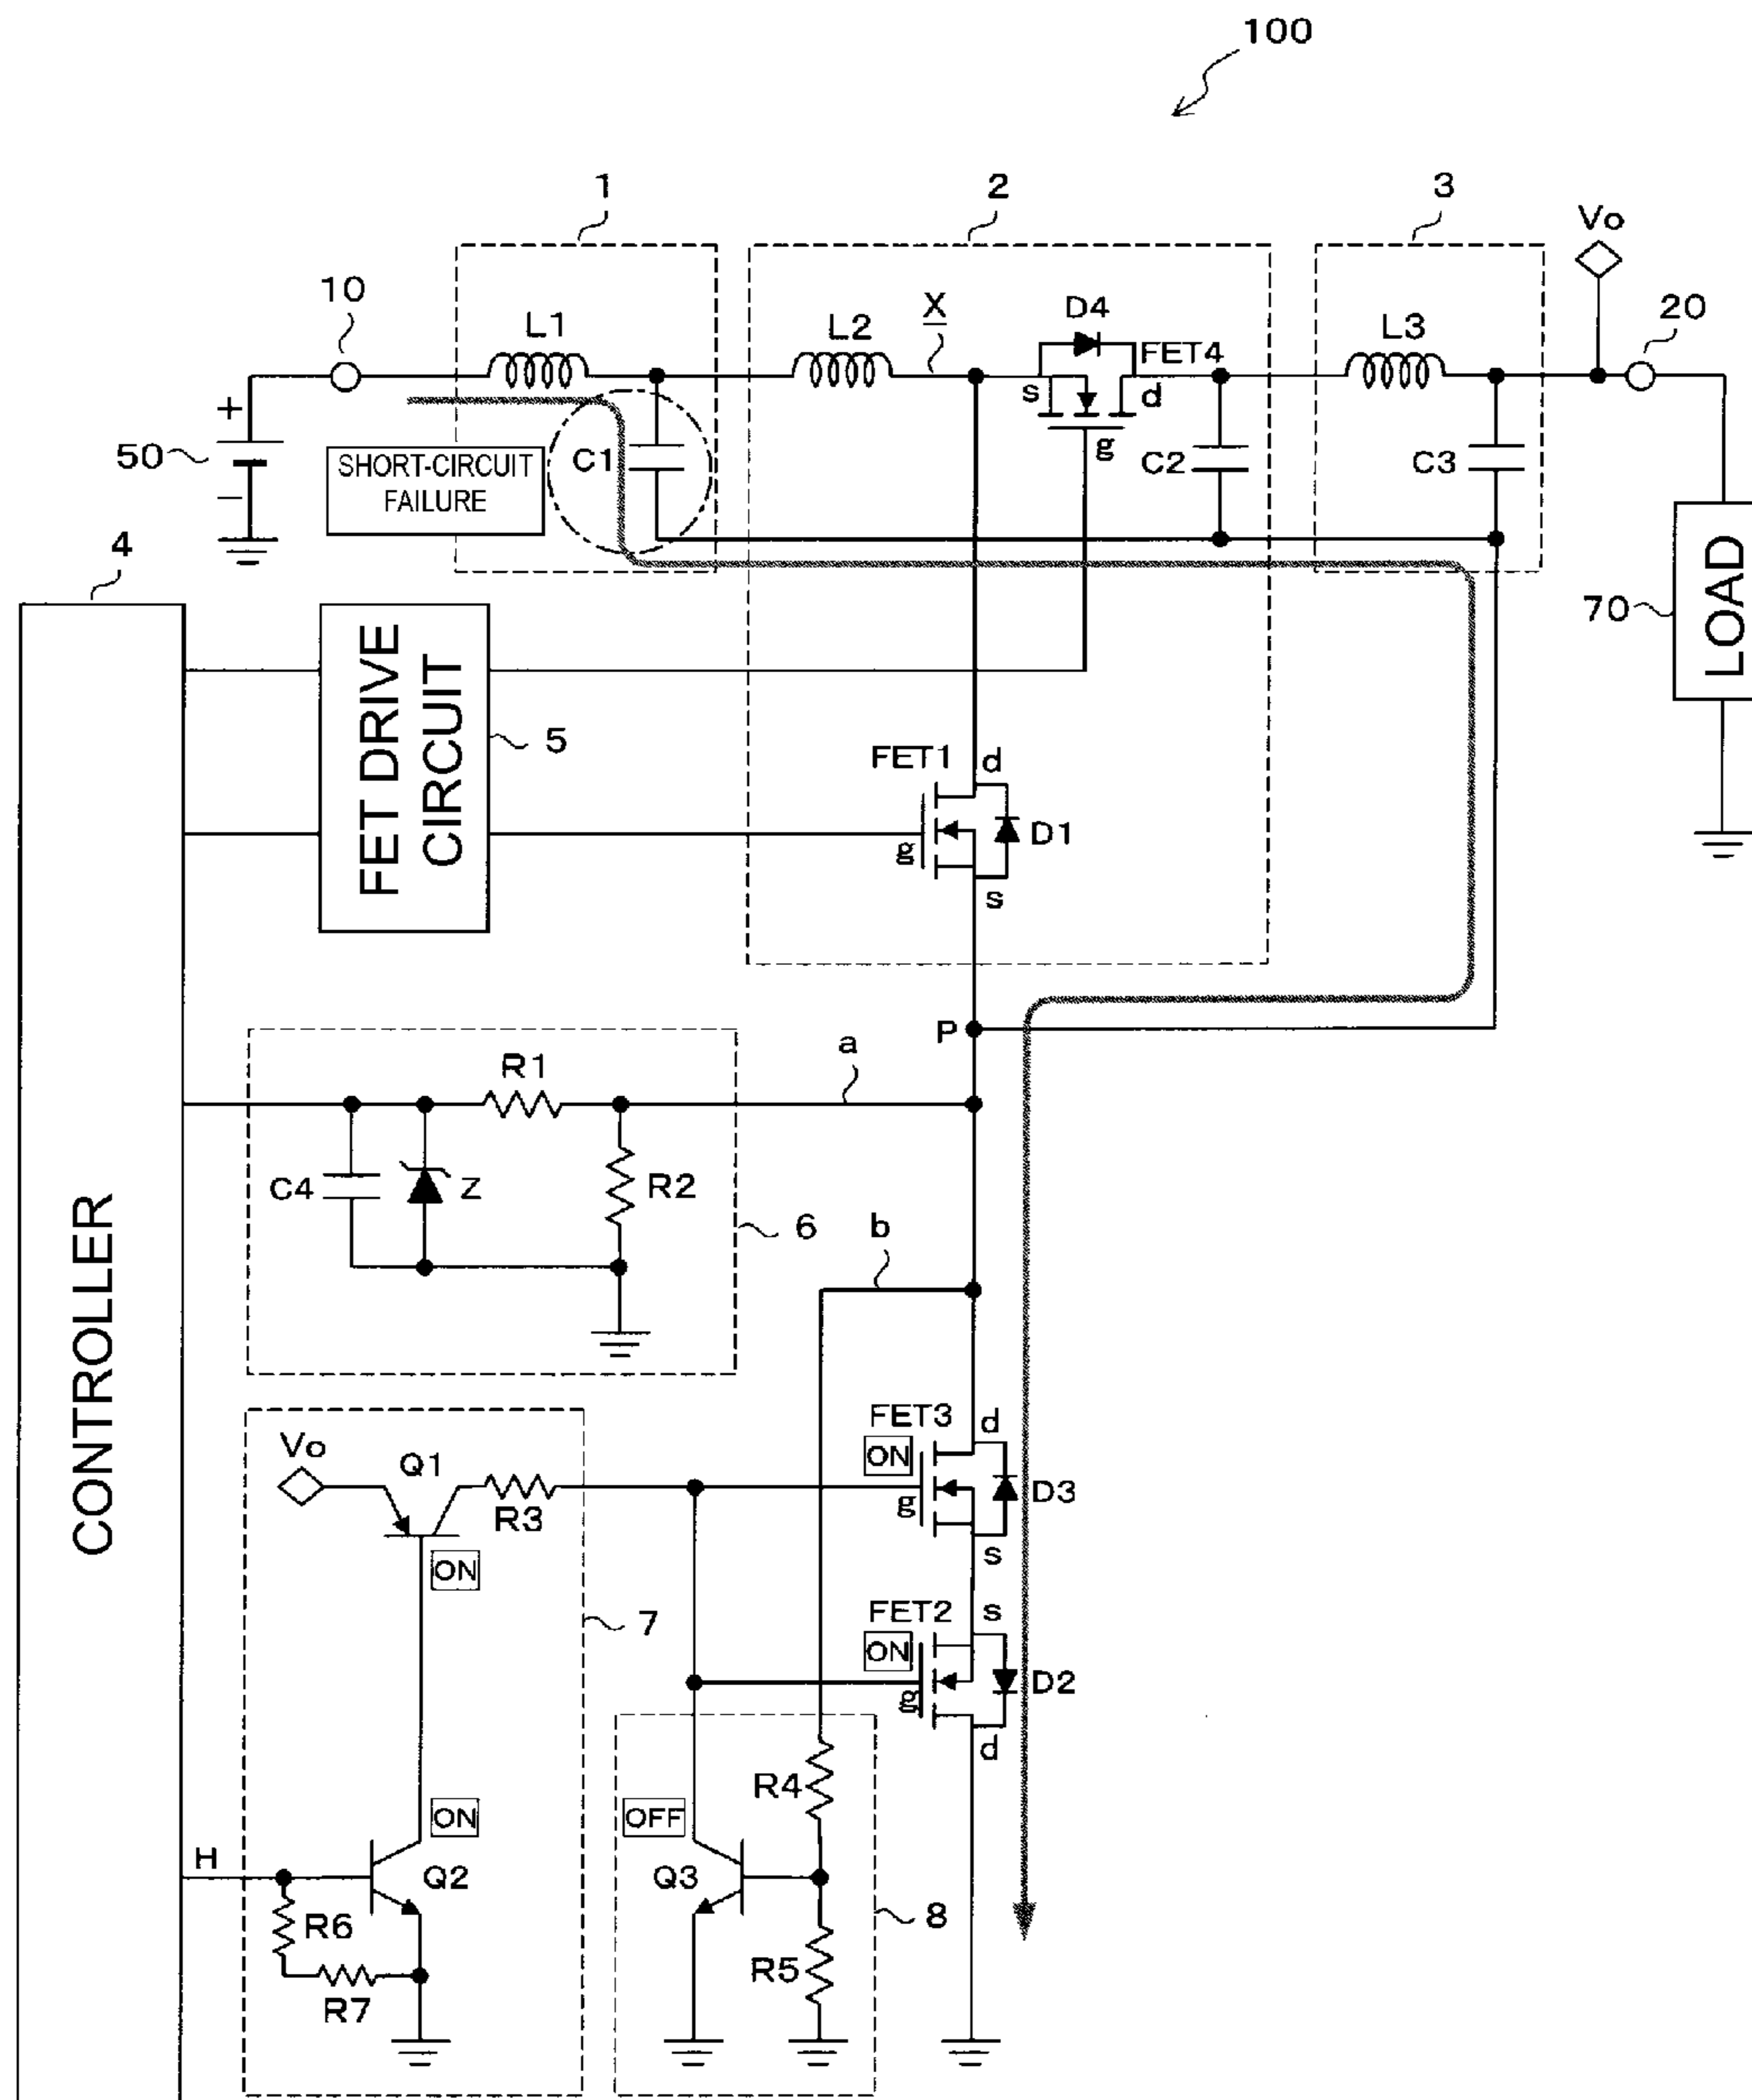 100
1
2
3
Vo
10
L1
L2
X
D4
FET4
L3
20
s
d
g
+
50
−
SHORT-CIRCUIT
FAILURE
C1
C2
C3
4
LOAD
70
FET DRIVE
CIRCUIT
5
FET1
d
D1
g
s
P
a
R1
C4
Z
R2
6
b
CONTROLLER
Vo
Q1
R3
ON
FET3
d
ON
g
D3
s
7
FET2
s
ON
g
D2
d
R4
ON
OFF
H
Q2
Q3
R6
8
R5
R7